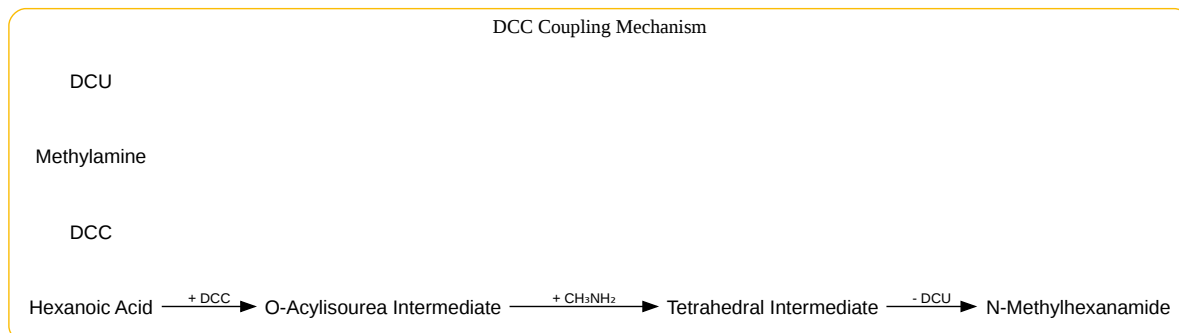 DCC Coupling Mechanism
DCU
Methylamine
DCC
Hexanoic Acid + DCC O-Acylisourea Intermediate + CH₃NH₂ Tetrahedral Intermediate - DCU N-Methylhexanamide